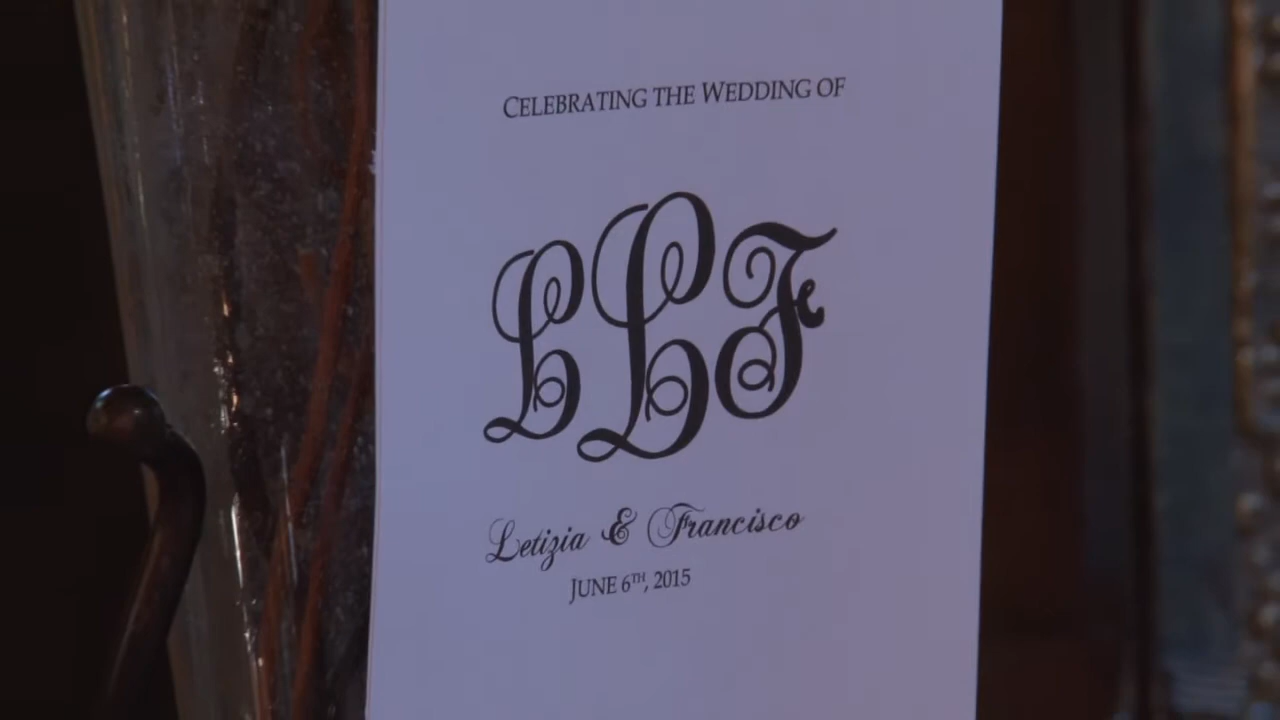 CELEBRATING THE WEDDING OF
LLF
Letizia & Francisco
JUNE 6TH, 2015